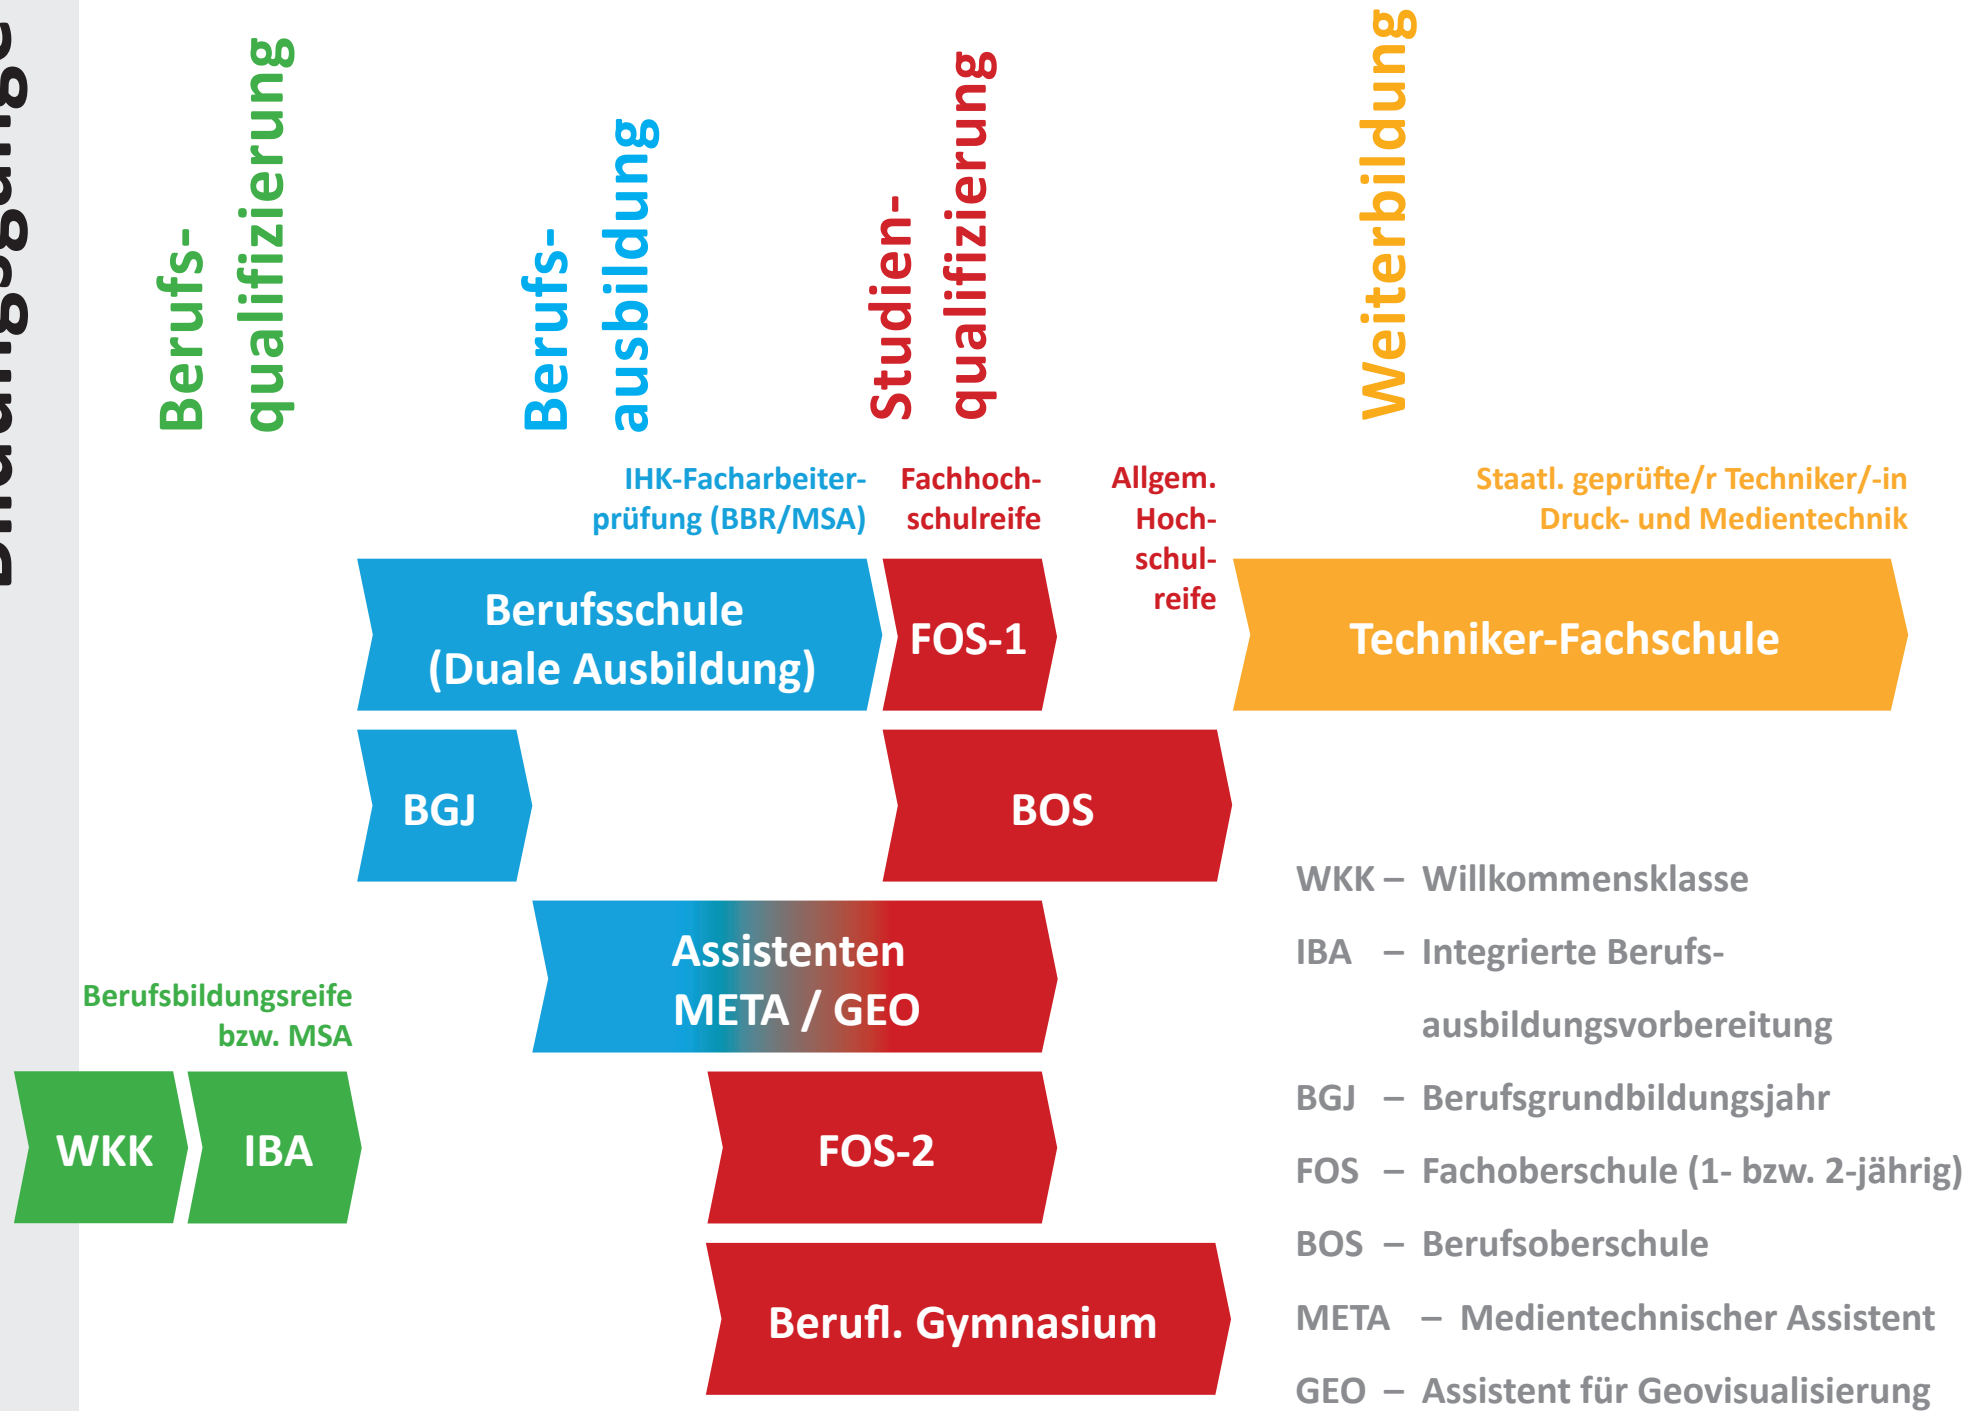 Bildungsgänge
Berufs-
qualifizierung
Berufs-
ausbildung
Studien-
qualifizierung
Weiterbildung
IHK-Facharbeiter-
prüfung (BBR/MSA)
Fachhoch-
schulreife
Allgem.
Hoch-
schul-
reife
Staatl. geprüfte/r Techniker/-in
Druck- und Medientechnik
Berufsschule
(Duale Ausbildung)
FOS-1
Techniker-Fachschule
BGJ
BOS
Assistenten
META / GEO
Berufsbildungsreife
bzw. MSA
WKK
IBA
FOS-2
Berufl. Gymnasium
WKK – Willkommensklasse
IBA – Integrierte Berufs-
ausbildungsvorbereitung
BGJ – Berufsgrundbildungsjahr
FOS – Fachoberschule (1- bzw. 2-jährig)
BOS – Berufsoberschule
META – Medientechnischer Assistent
GEO – Assistent für Geovisualisierung